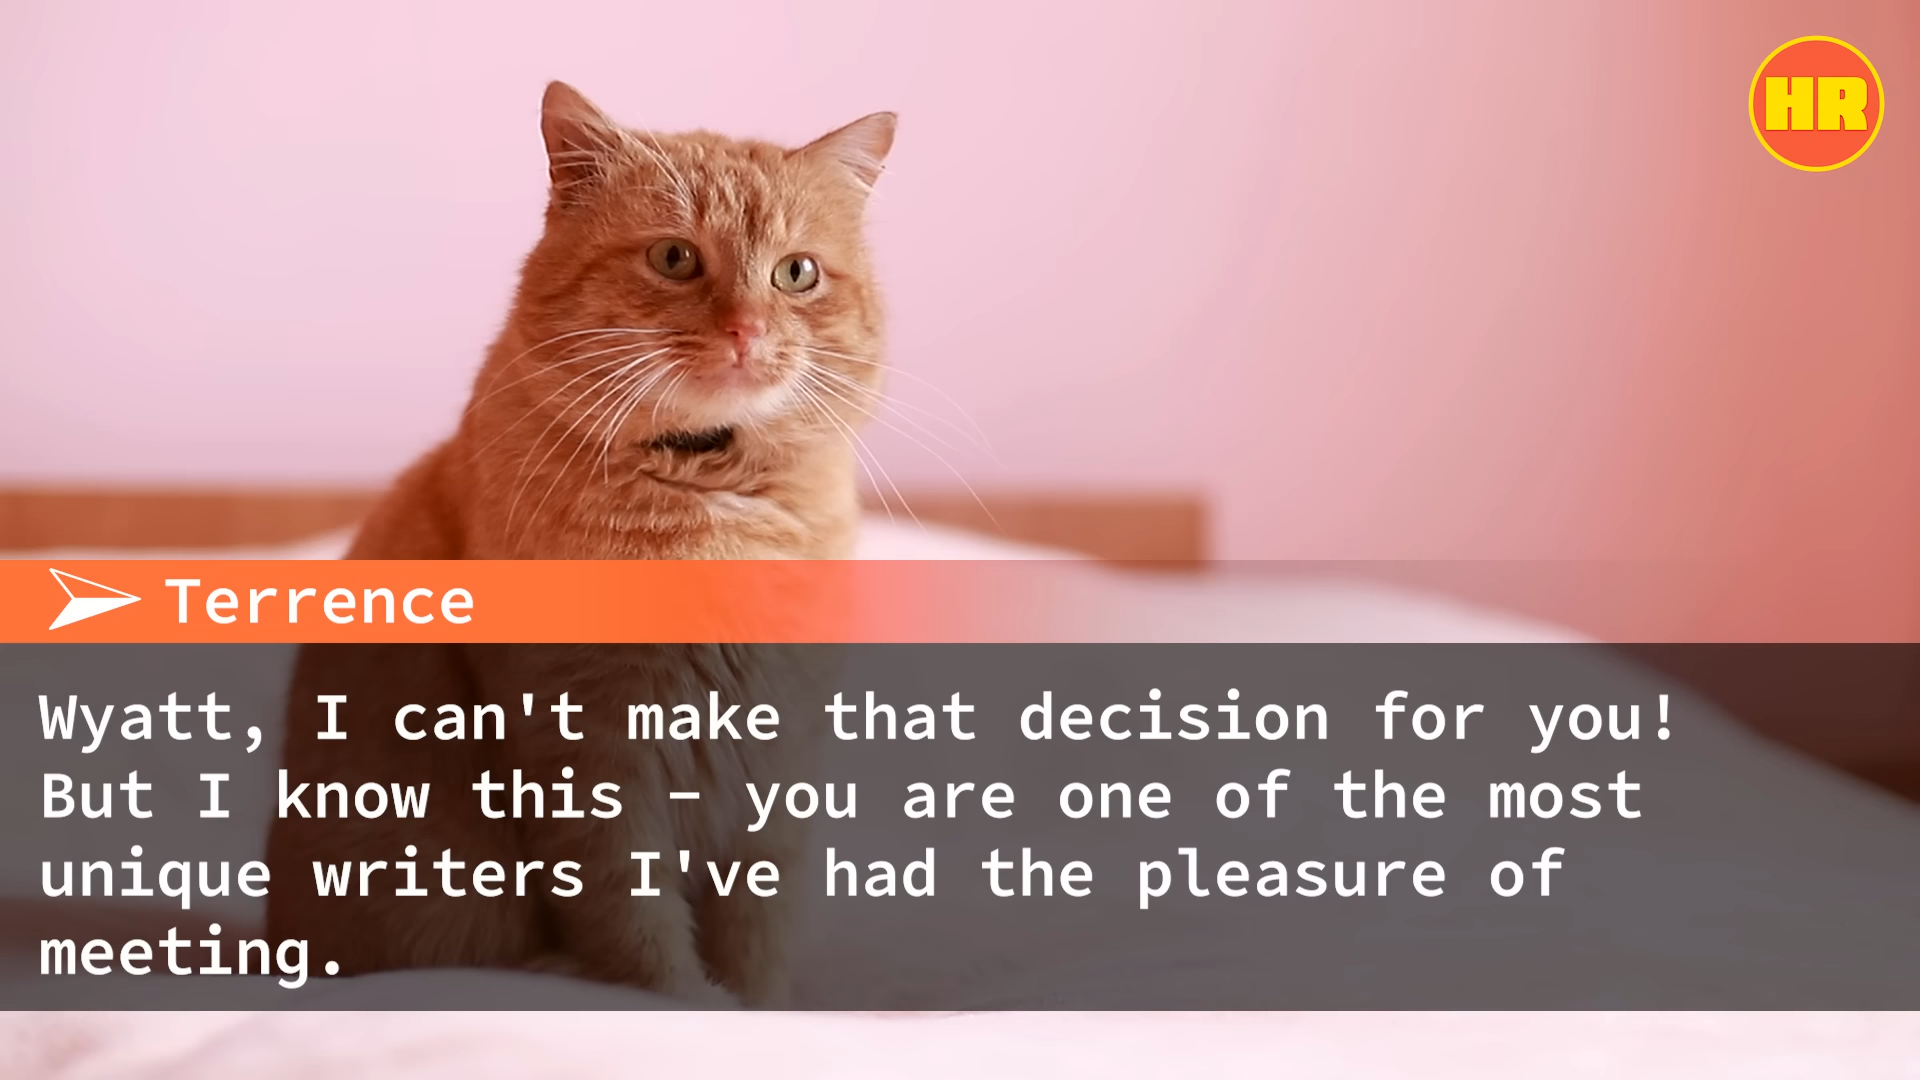 HR
Terrence
Wyatt, I can't make that decision for you!
But I know this – you are one of the most
unique writers I've had the pleasure of
meeting.